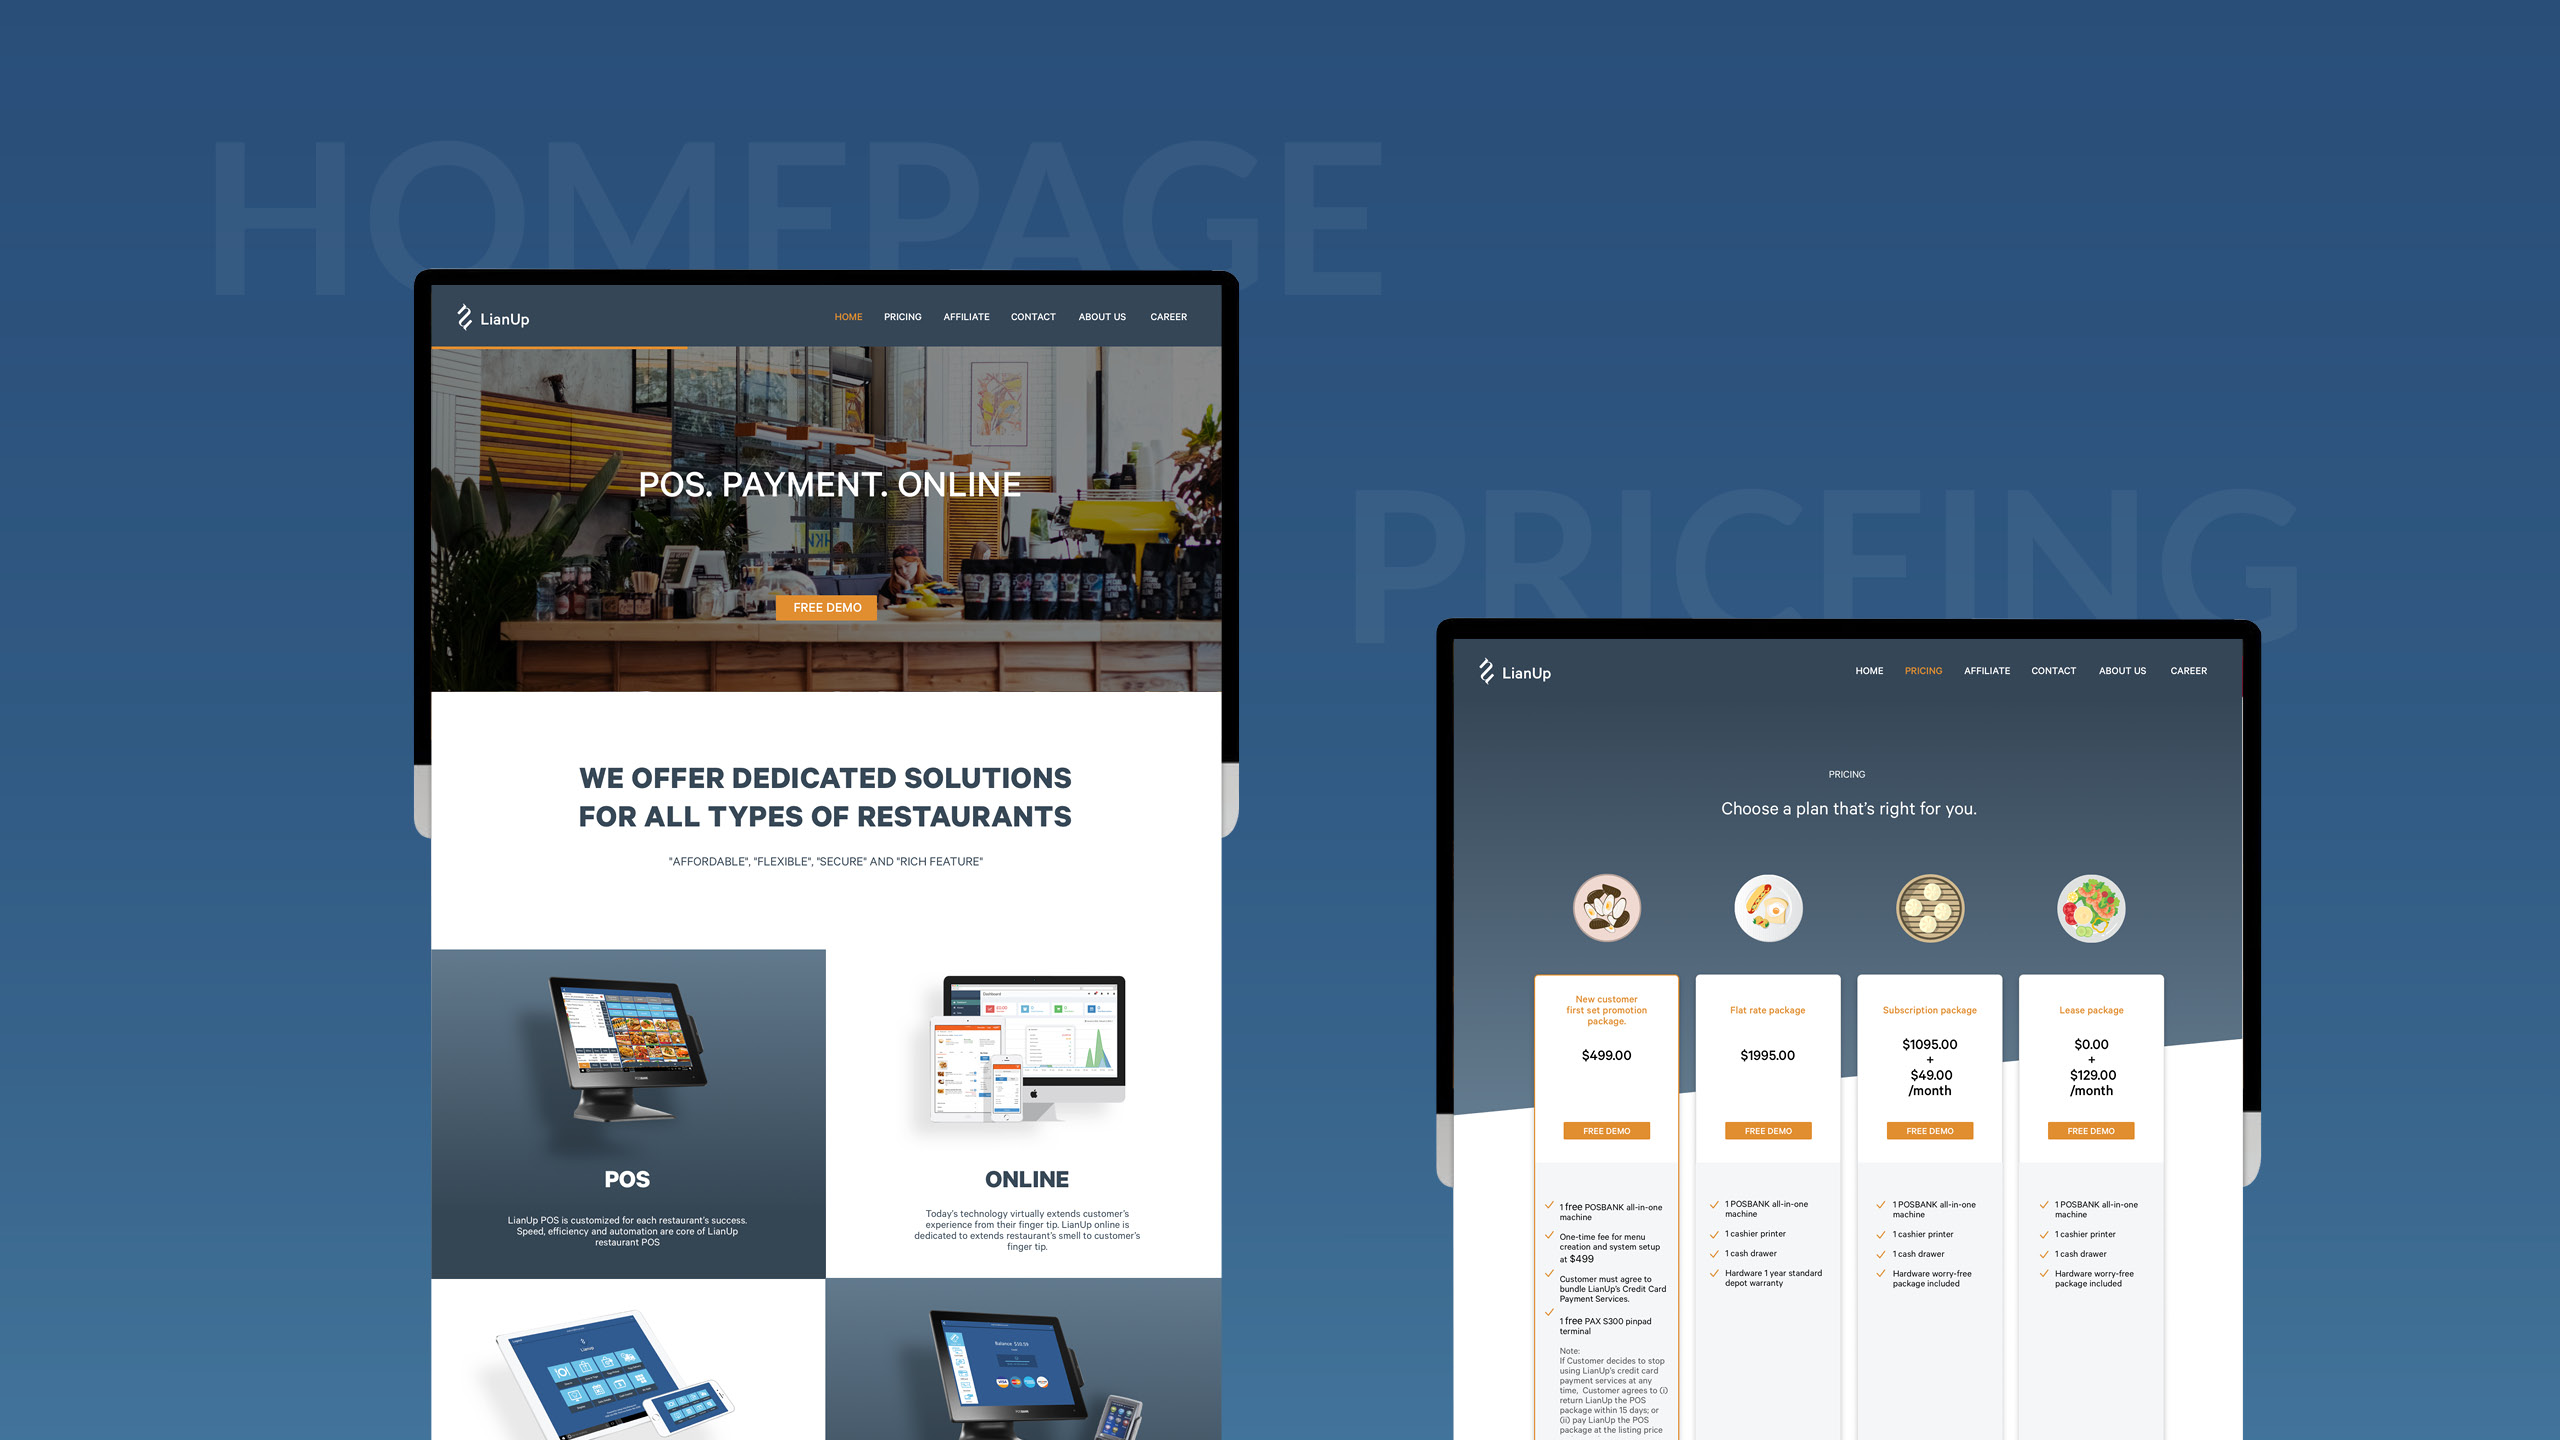 HOMEPAGE
LianUp
HOME PRICING AFFILIATE CONTACT ABOUT US CAREER
POS. PAYMENT. ONLINE
FREE DEMO
WE OFFER DEDICATED SOLUTIONS
FOR ALL TYPES OF RESTAURANTS
"AFFORDABLE", "FLEXIBLE", "SECURE" AND "RICH FEATURE"
POS
LianUp POS is customized for each restaurant's success.
Speed, efficiency and automation are core of LianUp
restaurant POS
Dashboard
ONLINE
Today's technology virtually extends customer's
experience from their finger tip. LianUp online is
dedicated to extends restaurant's smell to customer's
finger tip.
Lianup
Balance $19.59
PRICEING
LianUp
HOME PRICING AFFILIATE CONTACT ABOUT US CAREER
PRICING
Choose a plan that's right for you.
New customer
first set promotion
package.
$499.00
FREE DEMO
1 free POSBANK all-in-one
machine
One-time fee for menu
creation and system setup
at $499
Customer must agree to
bundle LianUp's Credit Card
Payment Services.
1 free PAX S300 pinpad
terminal
Note:
If Customer decides to stop
using LianUp's credit card
payment services at any
time, Customer agrees to (i)
return LianUp the POS
package within 15 days; or
(ii) pay LianUp the POS
package at the listing price
Flat rate package
$1995.00
FREE DEMO
1 POSBANK all-in-one
machine
1 cashier printer
1 cash drawer
Hardware 1 year standard
depot warranty
Subscription package
$1095.00
+
$49.00
/month
FREE DEMO
1 POSBANK all-in-one
machine
1 cashier printer
1 cash drawer
Hardware worry-free
package included
Lease package
$0.00
+
$129.00
/month
FREE DEMO
1 POSBANK all-in-one
machine
1 cashier printer
1 cash drawer
Hardware worry-free
package included